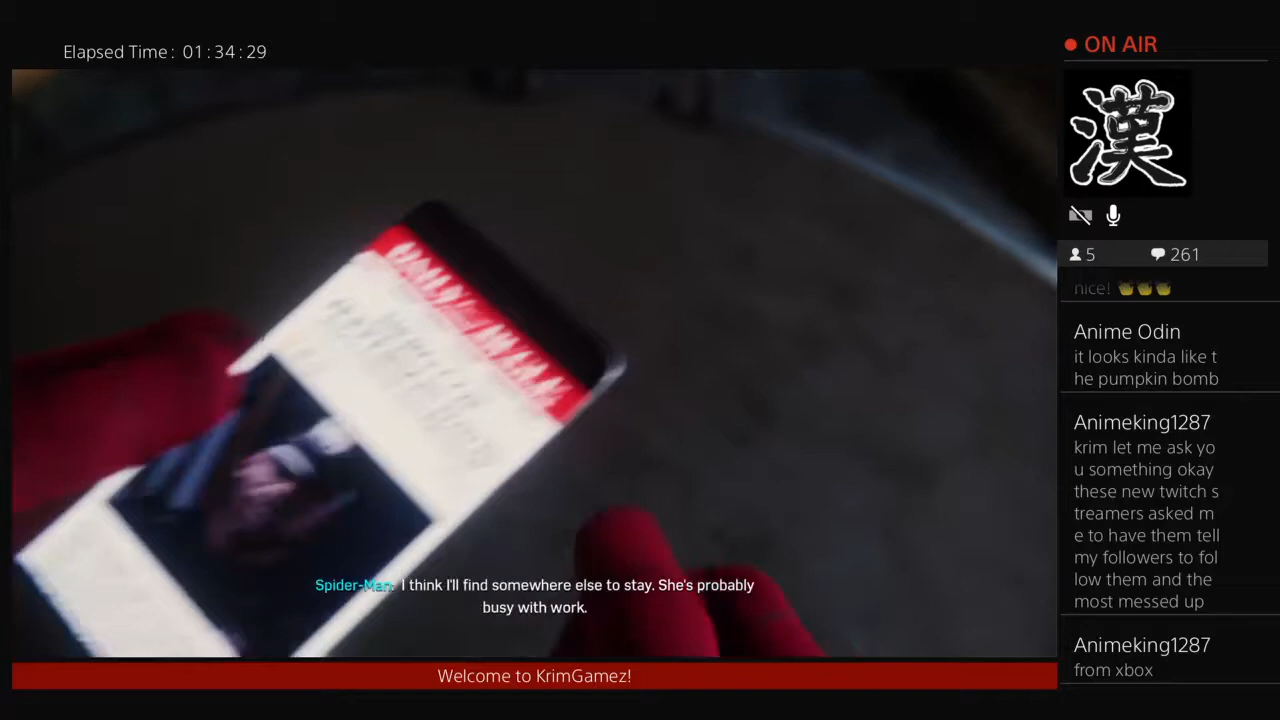 Elapsed Time: 01:34:29
ON AIR
漢
5 261
nice!
Anime Odin
it looks kinda like t
he pumpkin bomb
Animeking1287
krim let me ask yo
u something okay
these new twitch s
treamers asked m
e to have them tell
my followers to fol
low them and the
most messed up
Animeking1287
from xbox
Spider-Man: I think I'll find somewhere else to stay. She's probably
busy with work.
Welcome to KrimGamez!